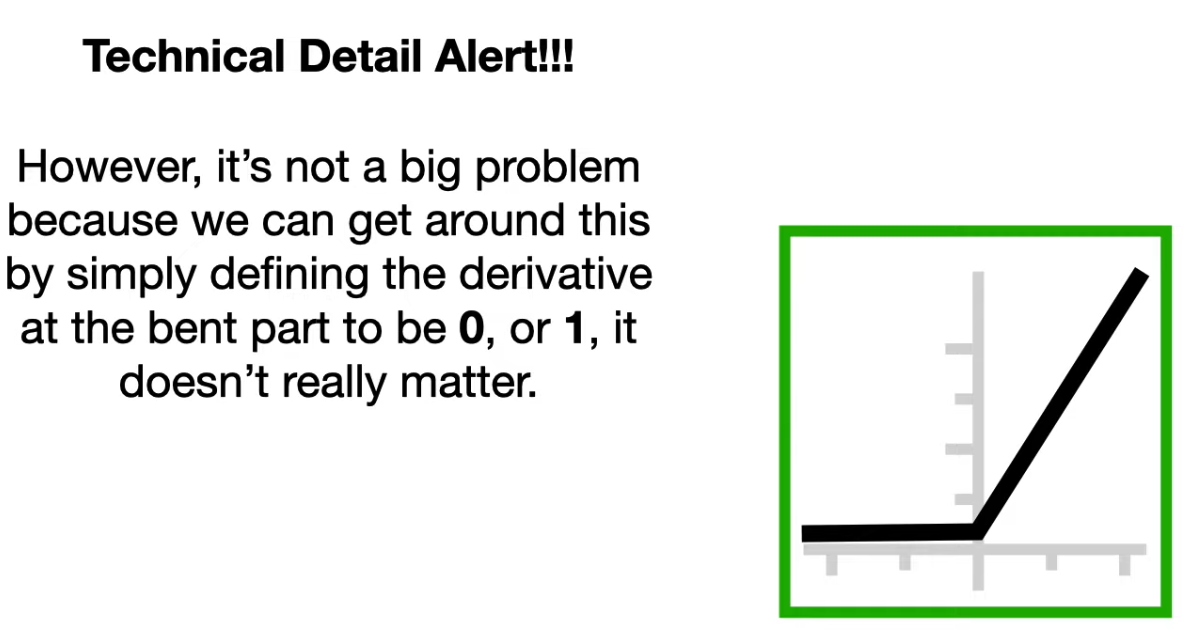 Technical Detail Alert!!!
However, it’s not a big problem
because we can get around this
by simply defining the derivative
at the bent part to be 0, or 1, it
doesn’t really matter.